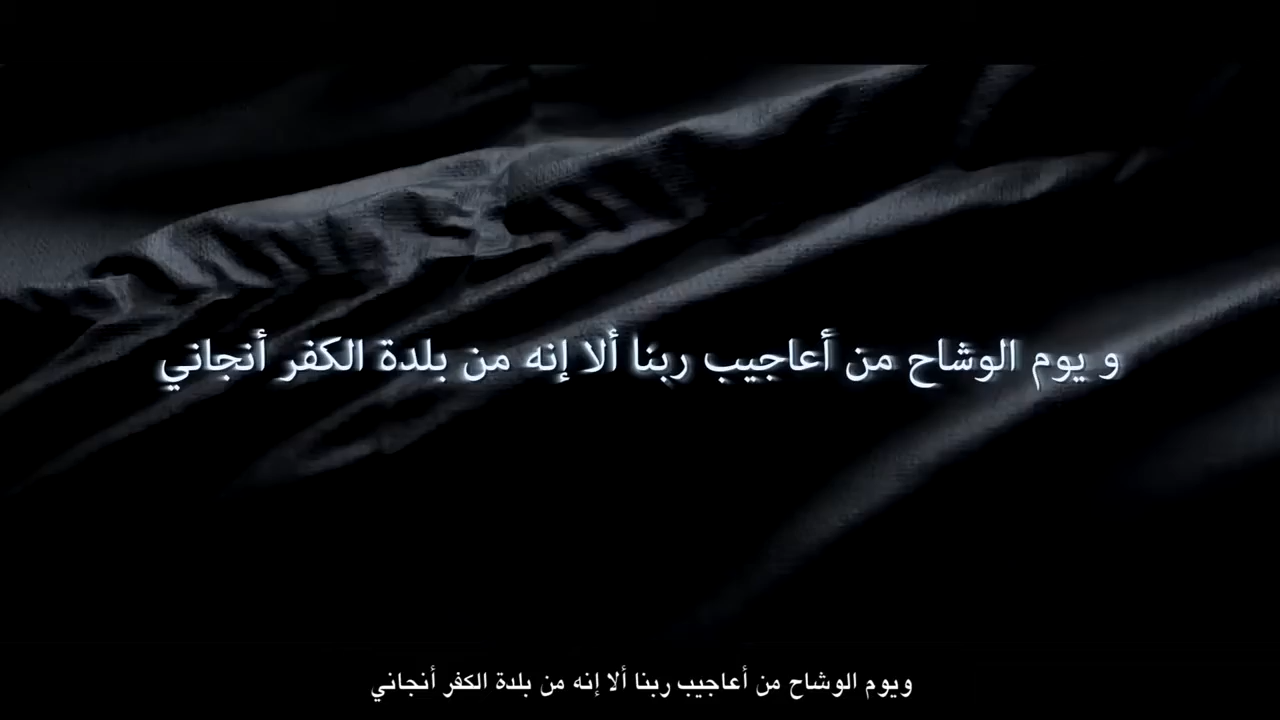 و يوم الوشاح من أعاجيب ربنا ألا إنه من بلدة الكفر أنجاني
ويوم الوشاح من أعاجيب ربنا ألا إنه من بلدة الكفر أنجاني